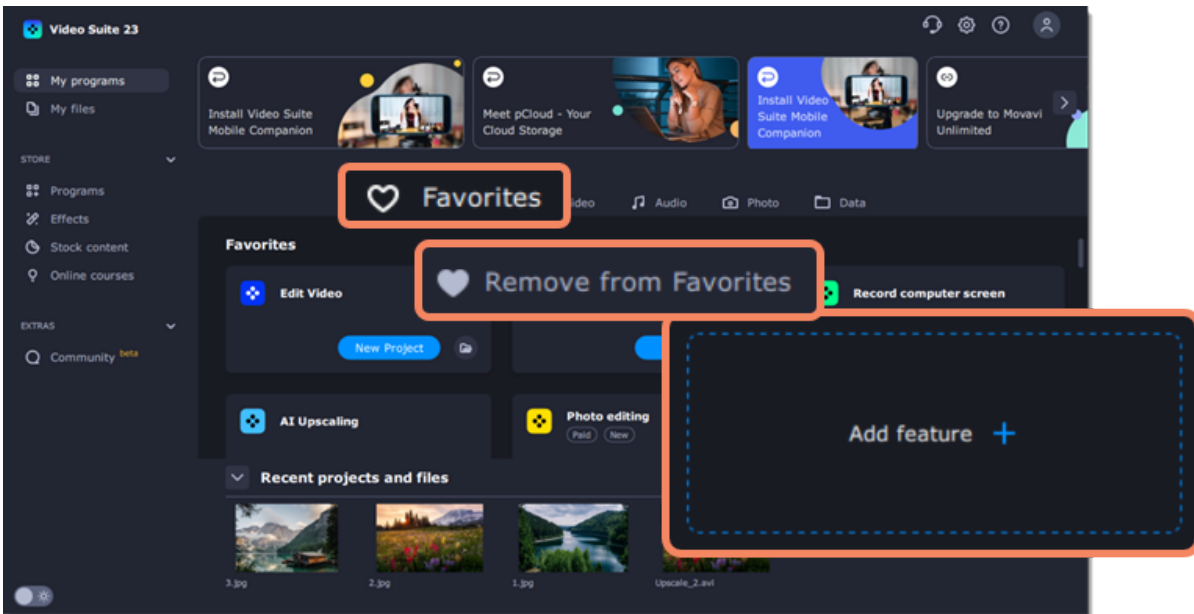 Video Suite 23
My programs
My files
STORE
Programs
Effects
Stock content
Online courses
EXTRAS
Community beta
Install Video Suite
Mobile Companion
Meet pCloud - Your
Cloud Storage
Install Video
Suite Mobile
Companion
Upgrade to Movavi
Unlimited
Favorites
Audio
Photo
Data
Favorites
Remove from Favorites
Edit Video
New Project
Record computer screen
AI Upscaling
Photo editing
Paid New
Add feature +
Recent projects and files
3.jpg
2.jpg
1.jpg
Upscale_2.avi